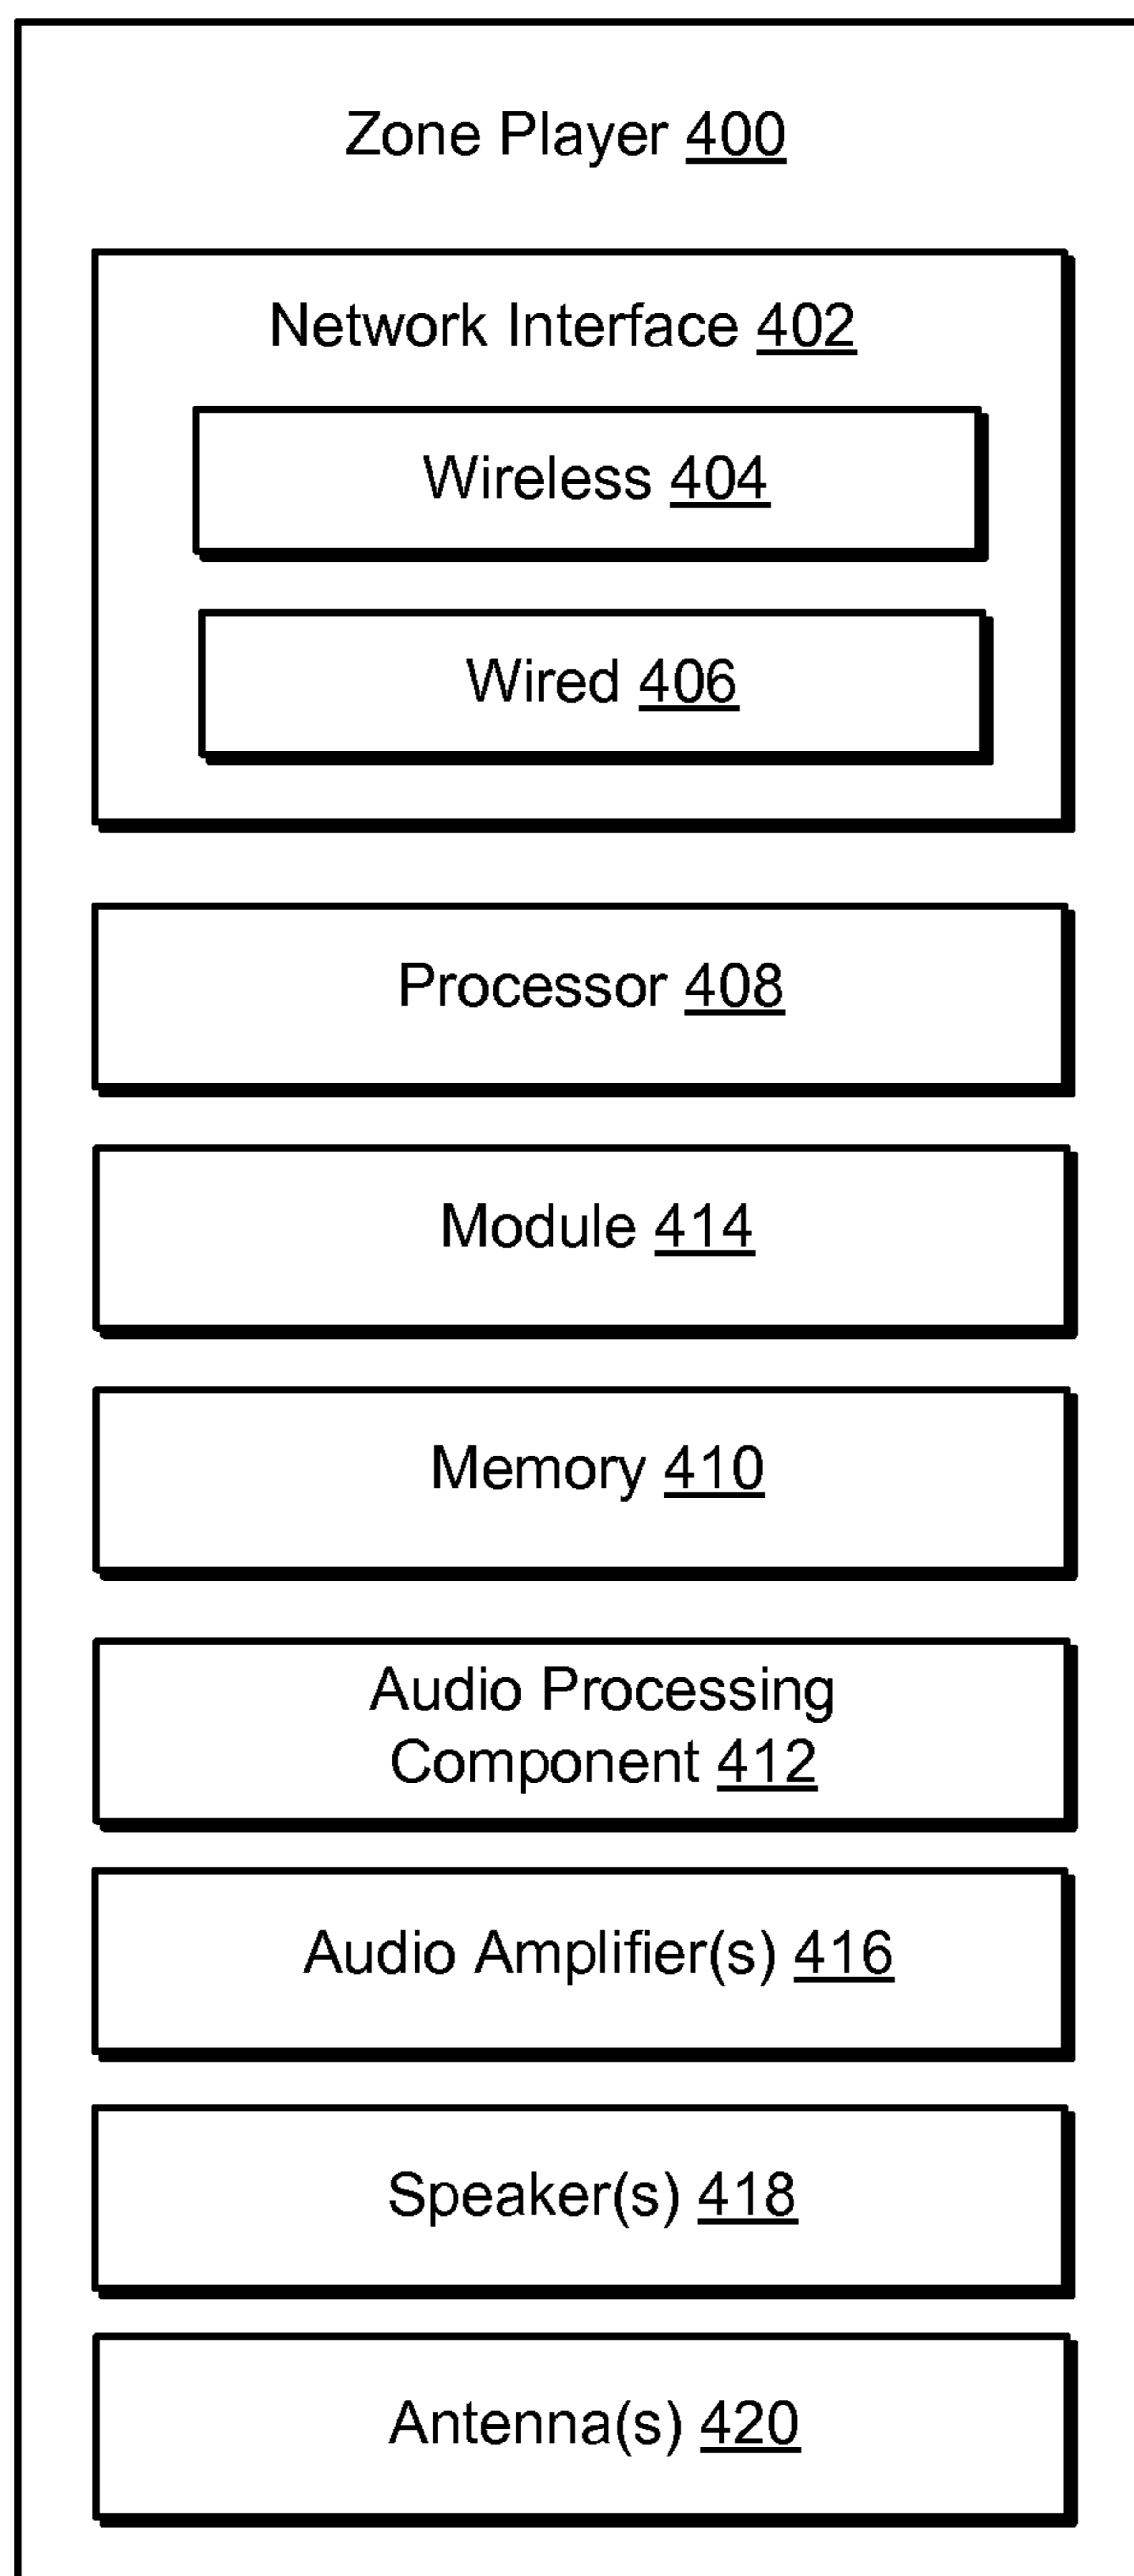 Zone Player 400
Network Interface 402
Wireless 404
Wired 406
Processor 408
Module 414
Memory 410
Audio Processing
Component 412
Audio Amplifier(s) 416
Speaker(s) 418
Antenna(s) 420